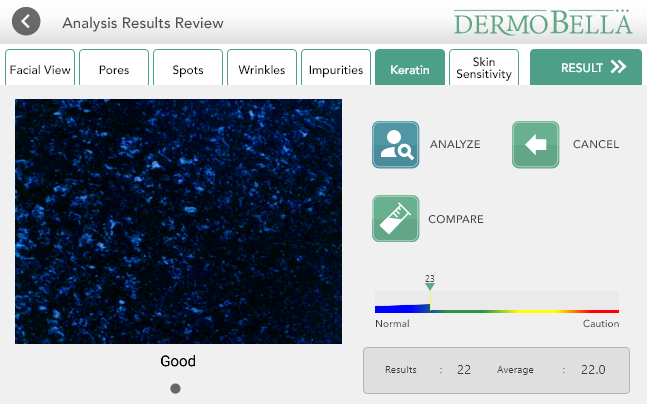 Analysis Results Review
DERMOBELLA
Facial View
Pores
Spots
Wrinkles
Impurities
Keratin
Skin
Sensitivity
RESULT
ANALYZE
CANCEL
COMPARE
23
Normal
Caution
Good
Results : 22 Average : 22.0